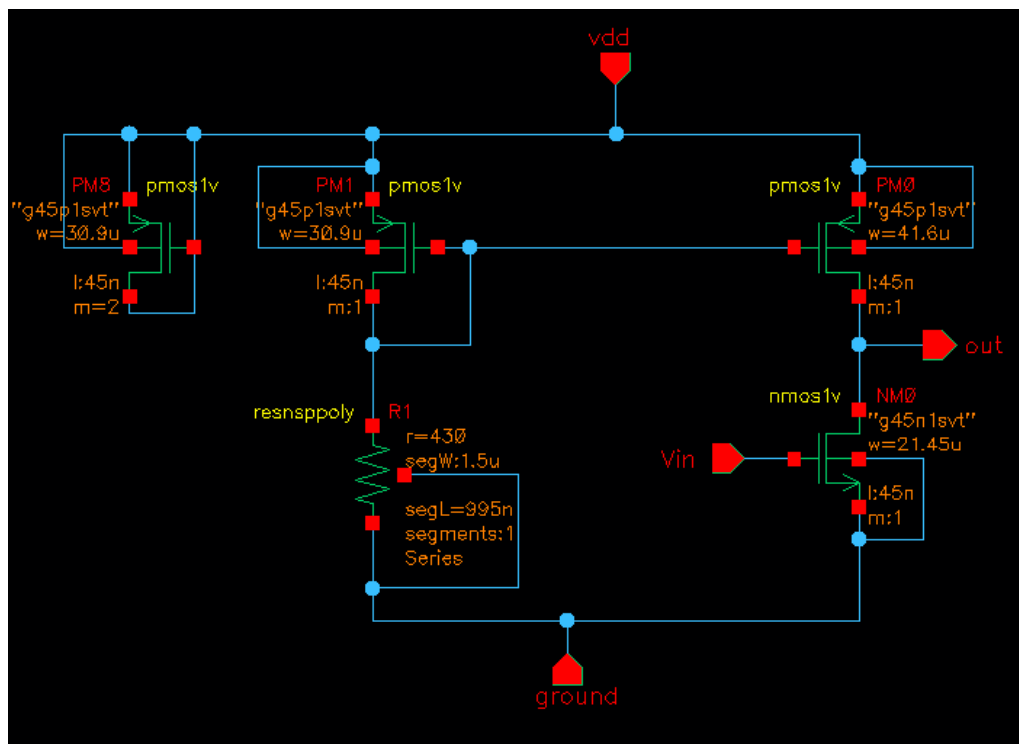 vdd
PM8 pmos1v
"g45p1svt"
w=30.9u
l:45n
m=2
PM1 pmos1v
"g45p1svt"
w=30.9u
l:45n
m:1
pmos1v PM0
"g45p1svt"
w=41.6u
l:45n
m:1
out
resnsppoly R1
r=430
segW:1.5u
segL=995n
segments:1
Series
nmos1v NM0
"g45n1svt"
w=21.45u
Vin
l:45n
m:1
ground